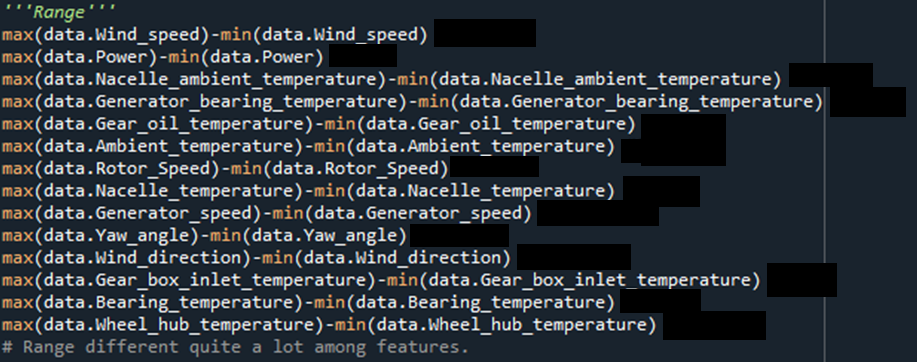 '''Range'''
max(data.Wind_speed)-min(data.Wind_speed)
max(data.Power)-min(data.Power)
max(data.Nacelle_ambient_temperature)-min(data.Nacelle_ambient_temperature)
max(data.Generator_bearing_temperature)-min(data.Generator_bearing_temperature)
max(data.Gear_oil_temperature)-min(data.Gear_oil_temperature)
max(data.Ambient_temperature)-min(data.Ambient_temperature)
max(data.Rotor_Speed)-min(data.Rotor_Speed)
max(data.Nacelle_temperature)-min(data.Nacelle_temperature)
max(data.Generator_speed)-min(data.Generator_speed)
max(data.Yaw_angle)-min(data.Yaw_angle)
max(data.Wind_direction)-min(data.Wind_direction)
max(data.Gear_box_inlet_temperature)-min(data.Gear_box_inlet_temperature)
max(data.Bearing_temperature)-min(data.Bearing_temperature)
max(data.Wheel_hub_temperature)-min(data.Wheel_hub_temperature)
# Range different quite a lot among features.